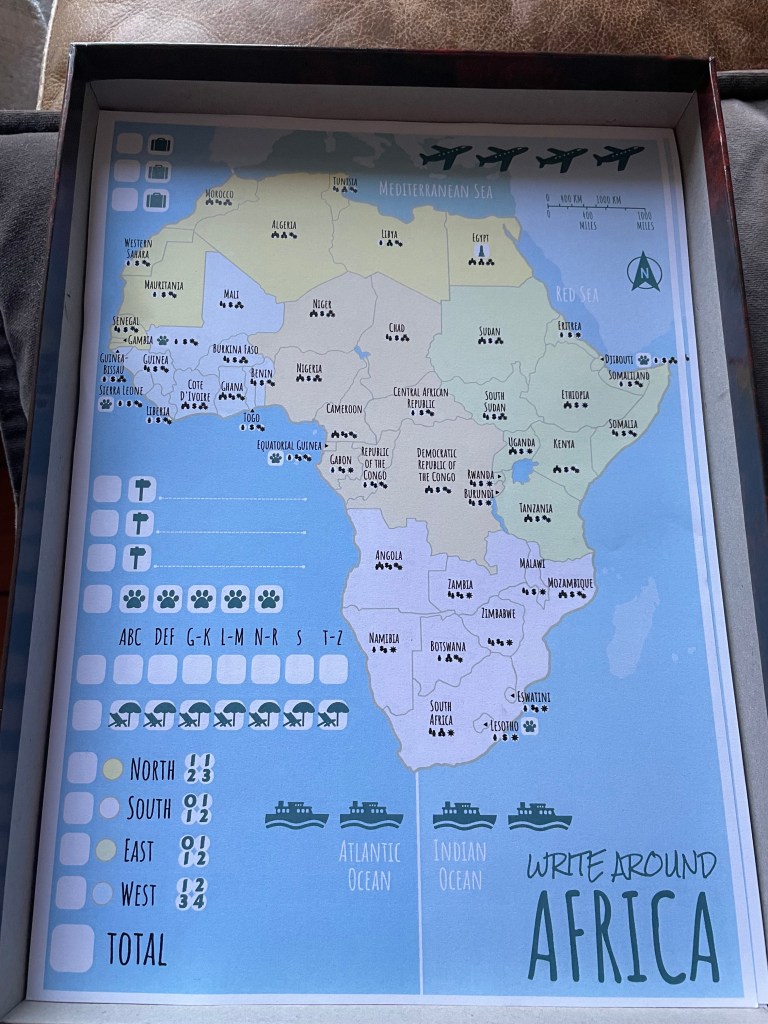 Mediterranean Sea
0 400 KM 1000 KM
0 400 1000
MILES MILES
N
Red Sea
Morocco
Tunisia
Algeria
Libya
Egypt
Western
Sahara
Mauritania
Mali
Niger
Chad
Sudan
Eritrea
Senegal
Gambia
Guinea-
Bissau
Guinea
Burkina Faso
Benin
Nigeria
Djibouti
Somaliland
Sierra Leone
Cote
D'Ivoire
Ghana
Liberia
Togo
Cameroon
Central African
Republic
South
Sudan
Ethiopia
Somalia
Equatorial Guinea
Gabon
Republic
of the
Congo
Democratic
Republic of
the Congo
Uganda
Kenya
Rwanda
Burundi
Tanzania
Angola
Zambia
Malawi
Mozambique
Zimbabwe
Namibia
Botswana
South
Africa
Eswatini
Lesotho
ABC DEF G-K L-M N-R S T-Z
North 1 1 2 3
South 0 1 1 2
East 0 1 1 2
West 1 2 3 4
Total
Atlantic
Ocean
Indian
Ocean
WRITE AROUND
AFRICA